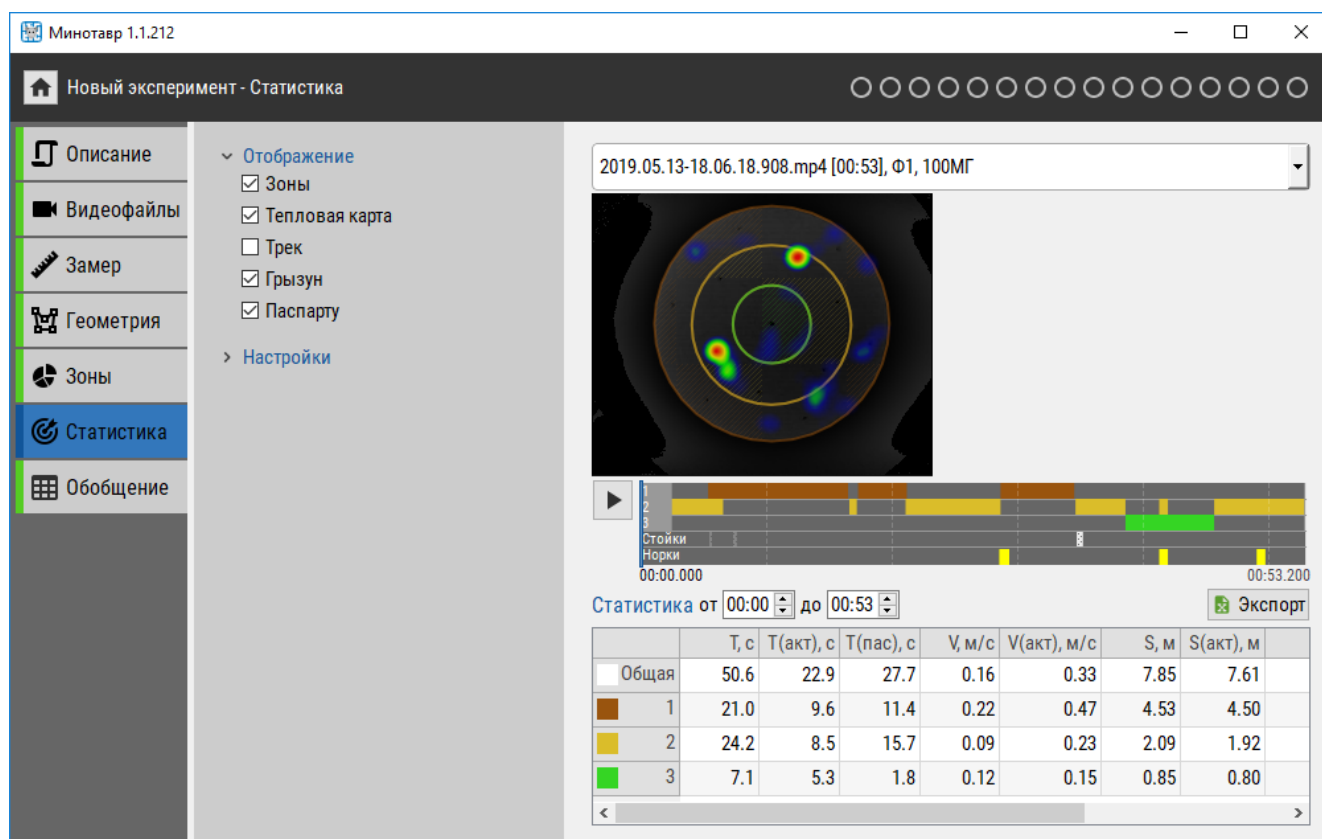 Минотавр 1.1.212
Новый эксперимент - Статистика
Описание
Видеофайлы
Замер
Геометрия
Зоны
Статистика
Обобщение
Отображение
Зоны
Тепловая карта
Трек
Грызун
Паспарту
Настройки
2019.05.13-18.06.18.908.mp4 [00:53], Ф1, 100МГ
1
2
3
Стойки
Норки
00:00.000 00:53.200
Статистика от 00:00 до 00:53 Экспорт
T, с T(акт), с T(пас), с V, м/с V(акт), м/с S, м S(акт), м
Общая 50.6 22.9 27.7 0.16 0.33 7.85 7.61
1 21.0 9.6 11.4 0.22 0.47 4.53 4.50
2 24.2 8.5 15.7 0.09 0.23 2.09 1.92
3 7.1 5.3 1.8 0.12 0.15 0.85 0.80